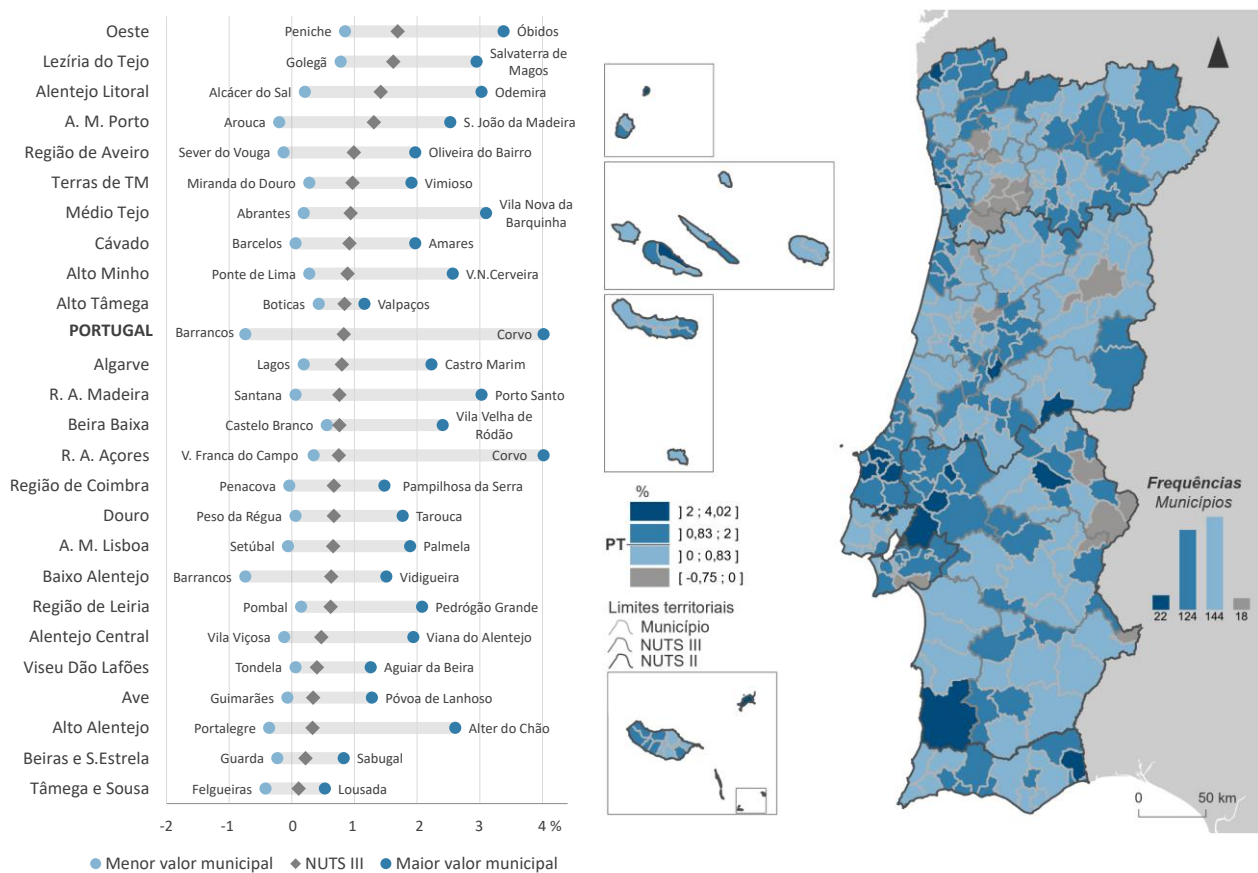 Oeste Peniche Óbidos
Lezíria do Tejo Golegã Salvaterra de Magos
Alentejo Litoral Alcácer do Sal Odemira
A. M. Porto Arouca S. João da Madeira
Região de Aveiro Sever do Vouga Oliveira do Bairro
Terras de TM Miranda do Douro Vimioso
Médio Tejo Abrantes Vila Nova da Barquinha
Cávado Barcelos Amares
Alto Minho Ponte de Lima V.N.Cerveira
Alto Tâmega Boticas Valpaços
PORTUGAL Barrancos Corvo
Algarve Lagos Castro Marim
R. A. Madeira Santana Porto Santo
Beira Baixa Castelo Branco Vila Velha de Ródão
R. A. Açores V. Franca do Campo Corvo
Região de Coimbra Penacova Pampilhosa da Serra
Douro Peso da Régua Tarouca
A. M. Lisboa Setúbal Palmela
Baixo Alentejo Barrancos Vidigueira
Região de Leiria Pombal Pedrógão Grande
Alentejo Central Vila Viçosa Viana do Alentejo
Viseu Dão Lafões Tondela Aguiar da Beira
Ave Guimarães Póvoa de Lanhoso
Alto Alentejo Portalegre Alter do Chão
Beiras e S.Estrela Guarda Sabugal
Tâmega e Sousa Felgueiras Lousada
-2 -1 0 1 2 3 4 %
Menor valor municipal NUTS III Maior valor municipal
%
] 2 ; 4,02 ]
] 0,83 ; 2 ]
PT
] 0 ; 0,83 ]
[ -0,75 ; 0 ]
Limites territoriais
Município
NUTS III
NUTS II
Frequências
Municípios
22 124 144 18
0 50 km